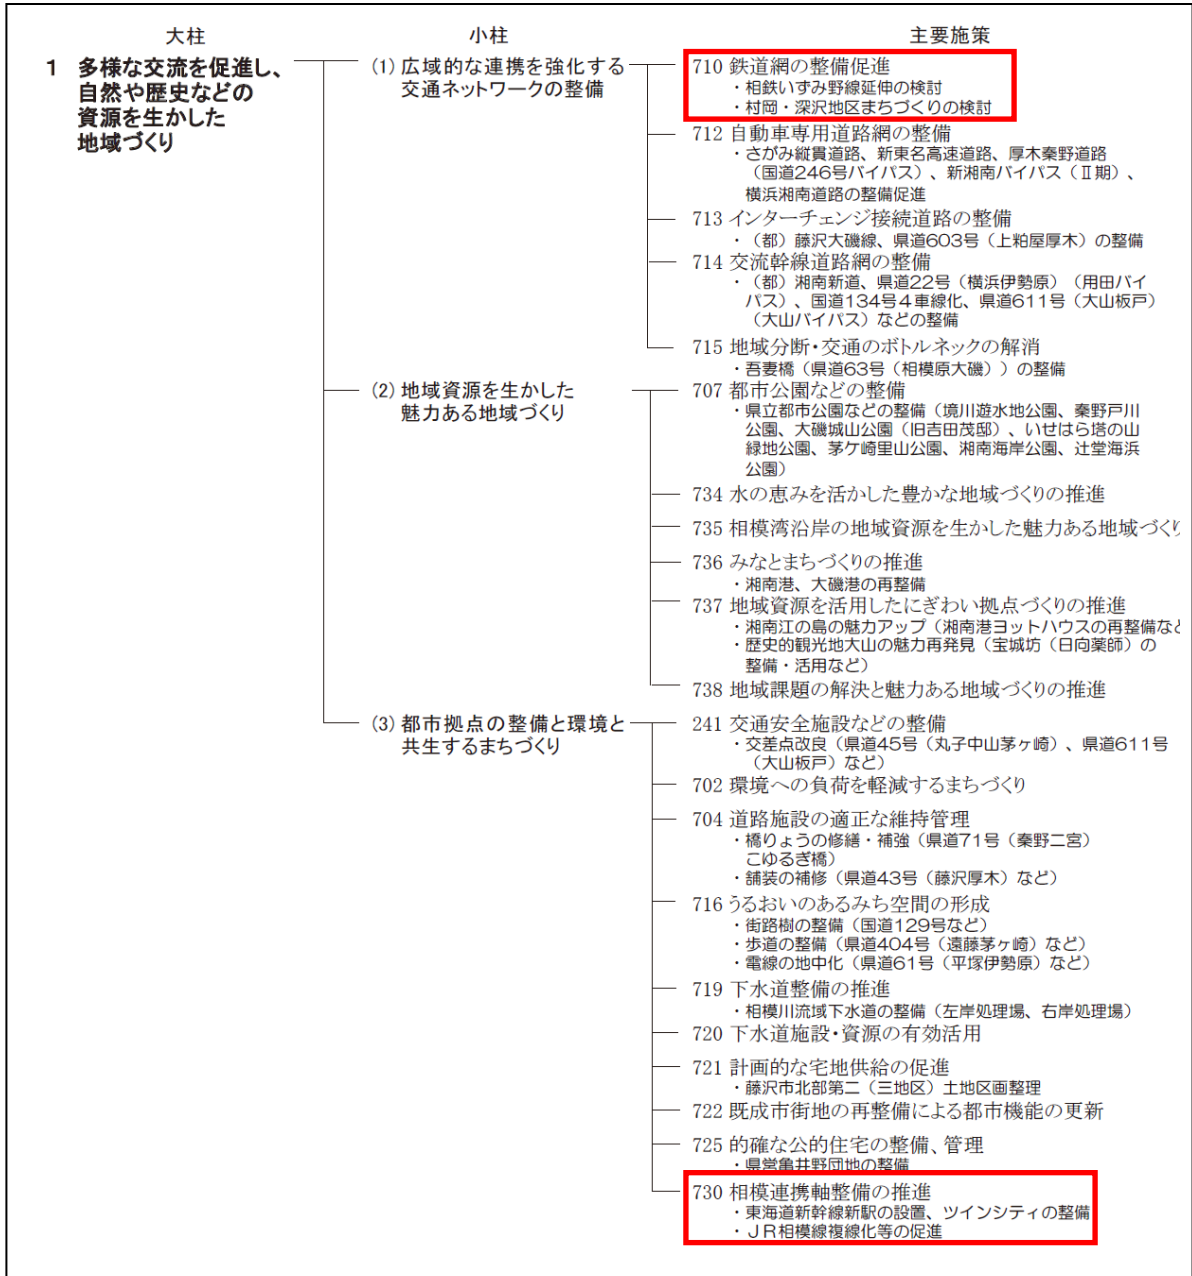 大柱
小柱
主要施策
1 多様な交流を促進し、
自然や歴史などの
資源を生かした
地域づくり
(1) 広域的な連携を強化する
交通ネットワークの整備
710 鉄道網の整備促進
・相鉄いずみ野線延伸の検討
・村岡・深沢地区まちづくりの検討
712 自動車専用道路網の整備
・さがみ縦貫道路、新東名高速道路、厚木秦野道路
（国道246号バイパス）、新湘南バイパス（Ⅱ期）、
横浜湘南道路の整備促進
713 インターチェンジ接続道路の整備
・（都）藤沢大磯線、県道603号（上粕屋厚木）の整備
714 交流幹線道路網の整備
・（都）湘南新道、県道22号（横浜伊勢原）（用田バイ
パス）、国道134号４車線化、県道611号（大山板戸）
（大山バイパス）などの整備
715 地域分断・交通のボトルネックの解消
・吾妻橋（県道63号（相模原大磯））の整備
(2) 地域資源を生かした
魅力ある地域づくり
707 都市公園などの整備
・県立都市公園などの整備（境川遊水地公園、秦野戸川
公園、大磯城山公園（旧吉田茂邸）、いせはら塔の山
緑地公園、茅ケ崎里山公園、湘南海岸公園、辻堂海浜
公園）
734 水の恵みを活かした豊かな地域づくりの推進
735 相模湾沿岸の地域資源を生かした魅力ある地域づくり
736 みなとまちづくりの推進
・湘南港、大磯港の再整備
737 地域資源を活用したにぎわい拠点づくりの推進
・湘南江の島の魅力アップ（湘南港ヨットハウスの再整備など
・歴史的観光地大山の魅力再発見（宝城坊（日向薬師）の
整備・活用など）
738 地域課題の解決と魅力ある地域づくりの推進
(3) 都市拠点の整備と環境と
共生するまちづくり
241 交通安全施設などの整備
・交差点改良（県道45号（丸子中山茅ヶ崎）、県道611号
（大山板戸）など）
702 環境への負荷を軽減するまちづくり
704 道路施設の適正な維持管理
・橋りょうの修繕・補強（県道71号（秦野二宮）
こゆるぎ橋）
・舗装の補修（県道43号（藤沢厚木）など）
716 うるおいのあるみち空間の形成
・街路樹の整備（国道129号など）
・歩道の整備（県道404号（遠藤茅ヶ崎）など）
・電線の地中化（県道61号（平塚伊勢原）など）
719 下水道整備の推進
・相模川流域下水道の整備（左岸処理場、右岸処理場）
720 下水道施設・資源の有効活用
721 計画的な宅地供給の促進
・藤沢市北部第二（三地区）土地区画整理
722 既成市街地の再整備による都市機能の更新
725 的確な公的住宅の整備、管理
・県営亀井野団地の整備
730 相模連携軸整備の推進
・東海道新幹線新駅の設置、ツインシティの整備
・ＪＲ相模線複線化等の促進